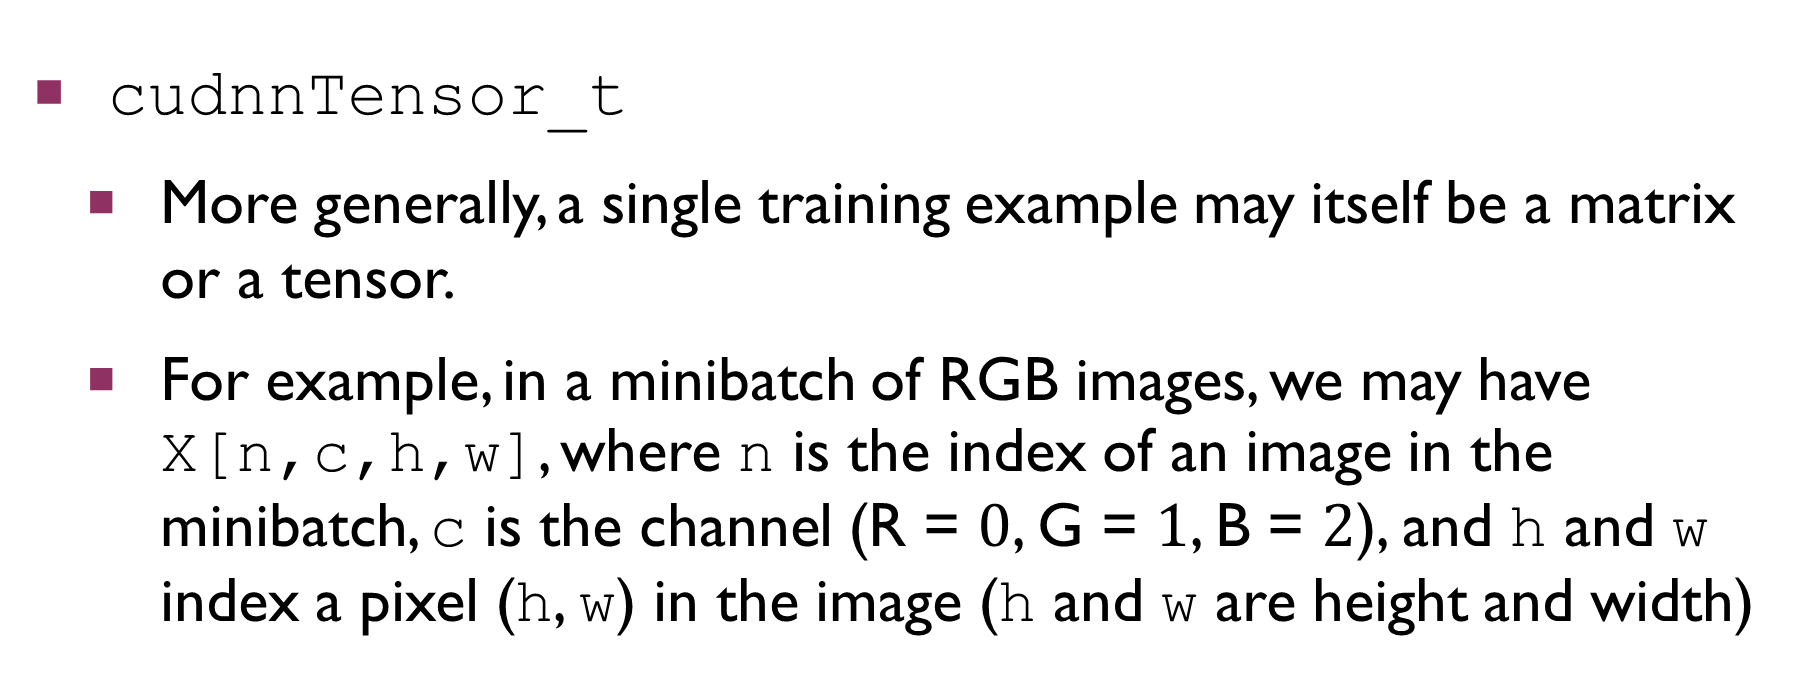 ▪ cudnnTensor_t
▪ More generally, a single training example may itself be a matrix
or a tensor.
▪ For example, in a minibatch of RGB images, we may have
X[n,c,h,w], where n is the index of an image in the
minibatch, c is the channel (R = 0, G = 1, B = 2), and h and w
index a pixel (h, w) in the image (h and w are height and width)